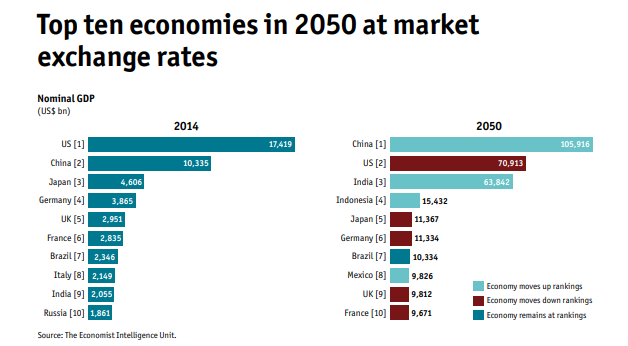 Top ten economies in 2050 at market
exchange rates
Nominal GDP
(US$ bn)
2014
US [1] 17,419
China [2] 10,335
Japan [3] 4,606
Germany [4] 3,865
UK [5] 2,951
France [6] 2,835
Brazil [7] 2,346
Italy [8] 2,149
India [9] 2,055
Russia [10] 1,861
2050
China [1] 105,916
US [2] 70,913
India [3] 63,842
Indonesia [4] 15,432
Japan [5] 11,367
Germany [6] 11,334
Brazil [7] 10,334
Mexico [8] 9,826
UK [9] 9,812
France [10] 9,671
Economy moves up rankings
Economy moves down rankings
Economy remains at rankings
Source: The Economist Intelligence Unit.